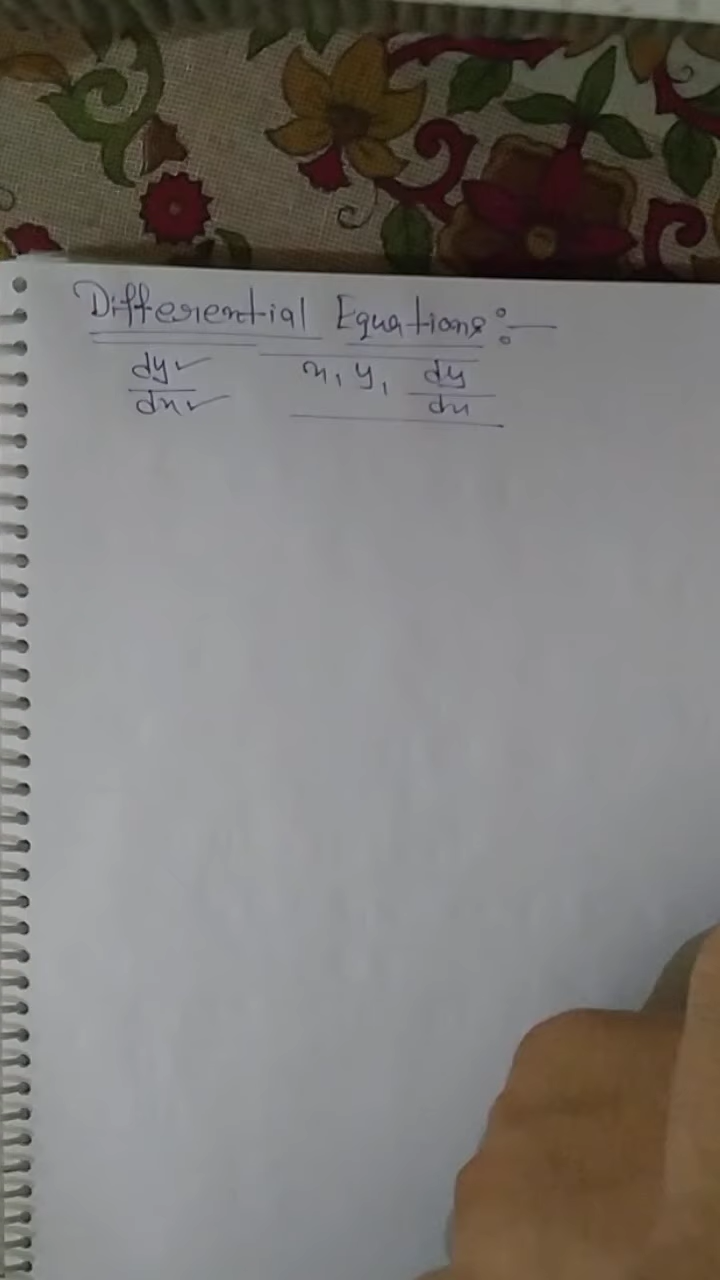 Differential Equations:-
dy/dx x, y, dy/dx